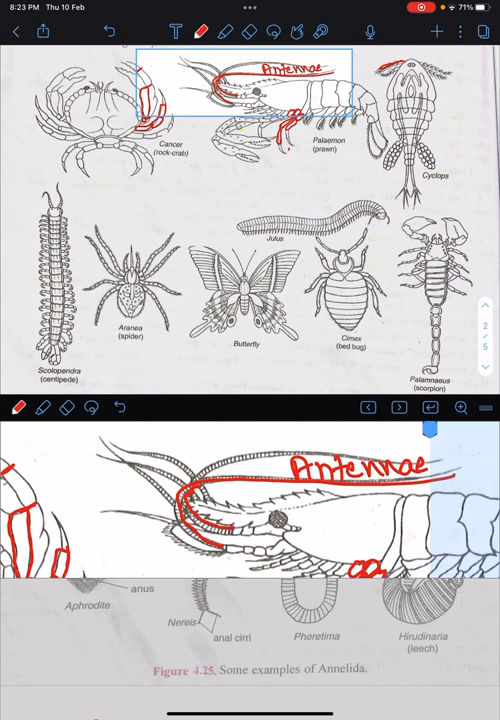 8:23 PM Thu 10 Feb
71%
T
Antennae
Cancer
(rock-crab)
Palaemon
(prawn)
Cyclops
Julus
Aranea
(spider)
Butterfly
Cimex
(bed bug)
Scolopendra
(centipede)
Palamnaeus
(scorpion)
2
/
5
Antennae
anus
Aphrodite
Nereis
anal cirri
Pheretima
Hirudinaria
(leech)
Figure 4.25. Some examples of Annelida.